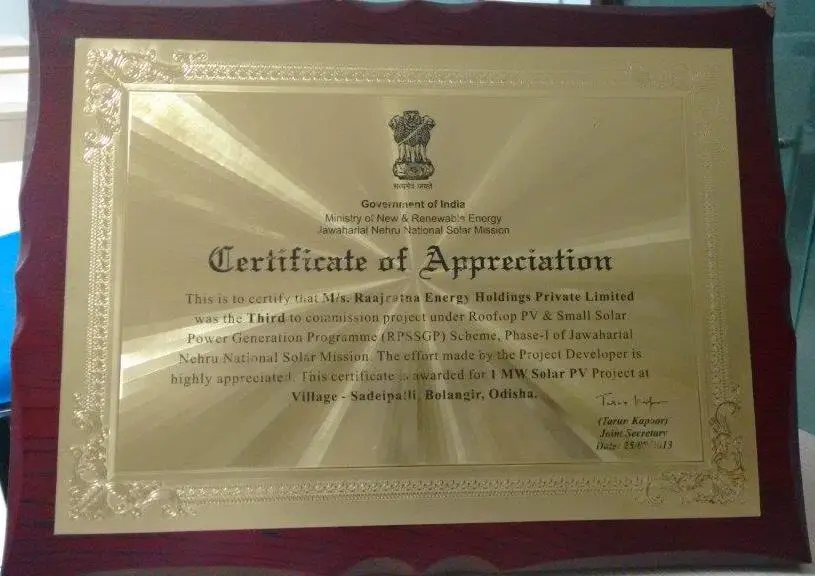 सत्यमेव जयते
Government of India
Ministry of New & Renewable Energy
Jawaharlal Nehru National Solar Mission
Certificate of Appreciation
This is to certify that M/s. Raajratna Energy Holdings Private Limited
was the Third to commission project under Rooftop PV & Small Solar
Power Generation Programme (RPSSGP) Scheme, Phase-I of Jawaharlal
Nehru National Solar Mission. The effort made by the Project Developer is
highly appreciated. This certificate is awarded for 1 MW Solar PV Project at
Village - Sadeipalli, Bolangir, Odisha.
(Tarun Kapoor)
Joint Secretary
Date: